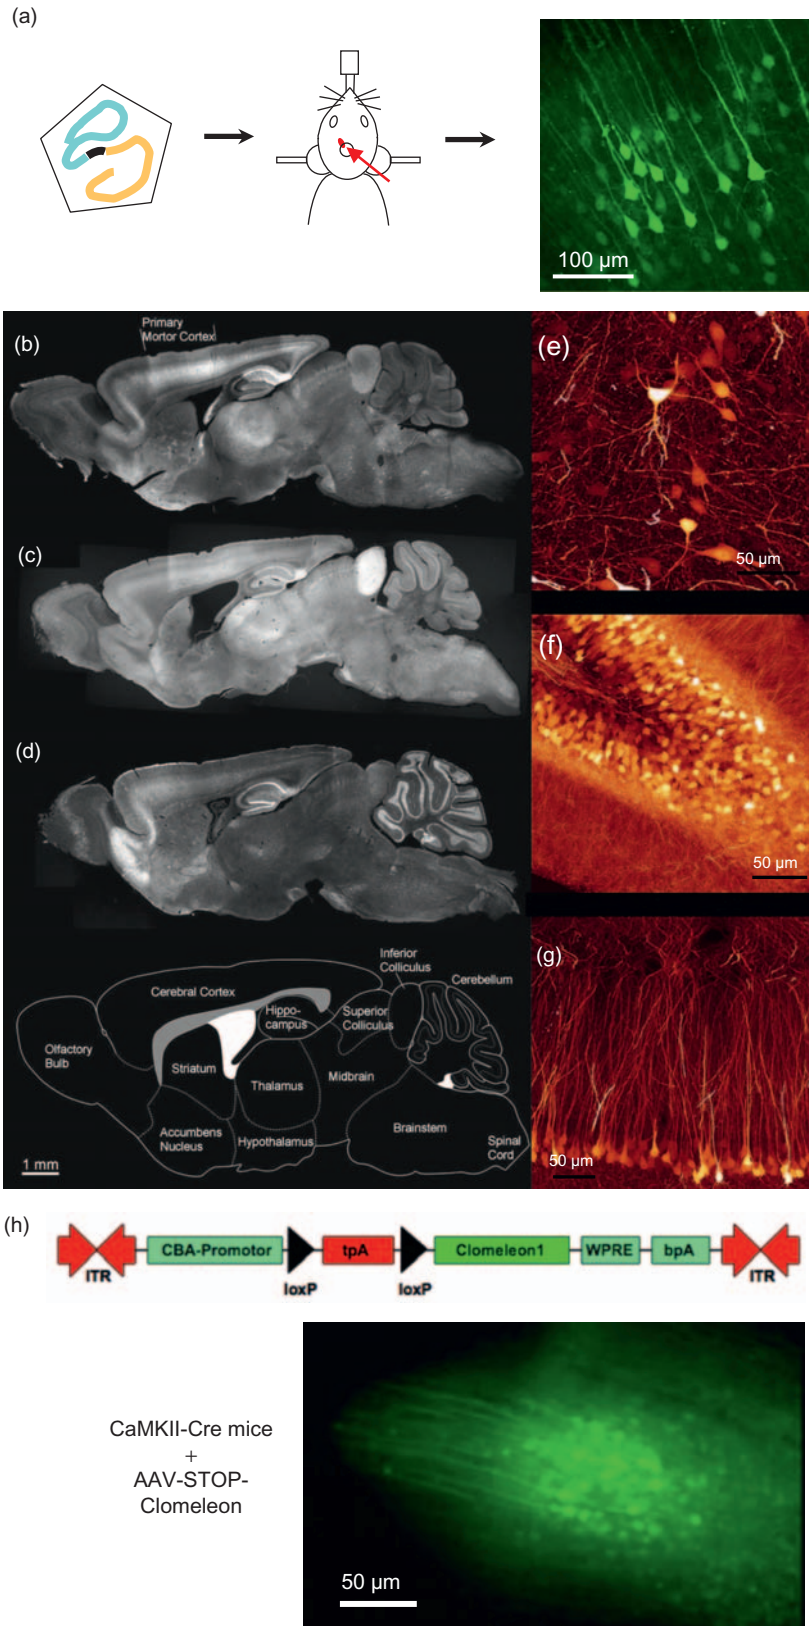 (a)
100 µm
(b)
Primary
Mortor Cortex
(c)
(d)
(e)
50 µm
(f)
50 µm
(g)
50 µm
Cerebral Cortex
Inferior
Colliculus
Cerebellum
Olfactory
Bulb
Hippo-
campus
Superior
Colliculus
Striatum
Thalamus
Midbrain
Accumbens
Nucleus
Hypothalamus
Brainstem
Spinal
Cord
1 mm
(h)
ITR
CBA-Promotor
loxP
tpA
loxP
Clomeleon1
WPRE
bpA
ITR
CaMKII-Cre mice
+
AAV-STOP-
Clomeleon
50 µm